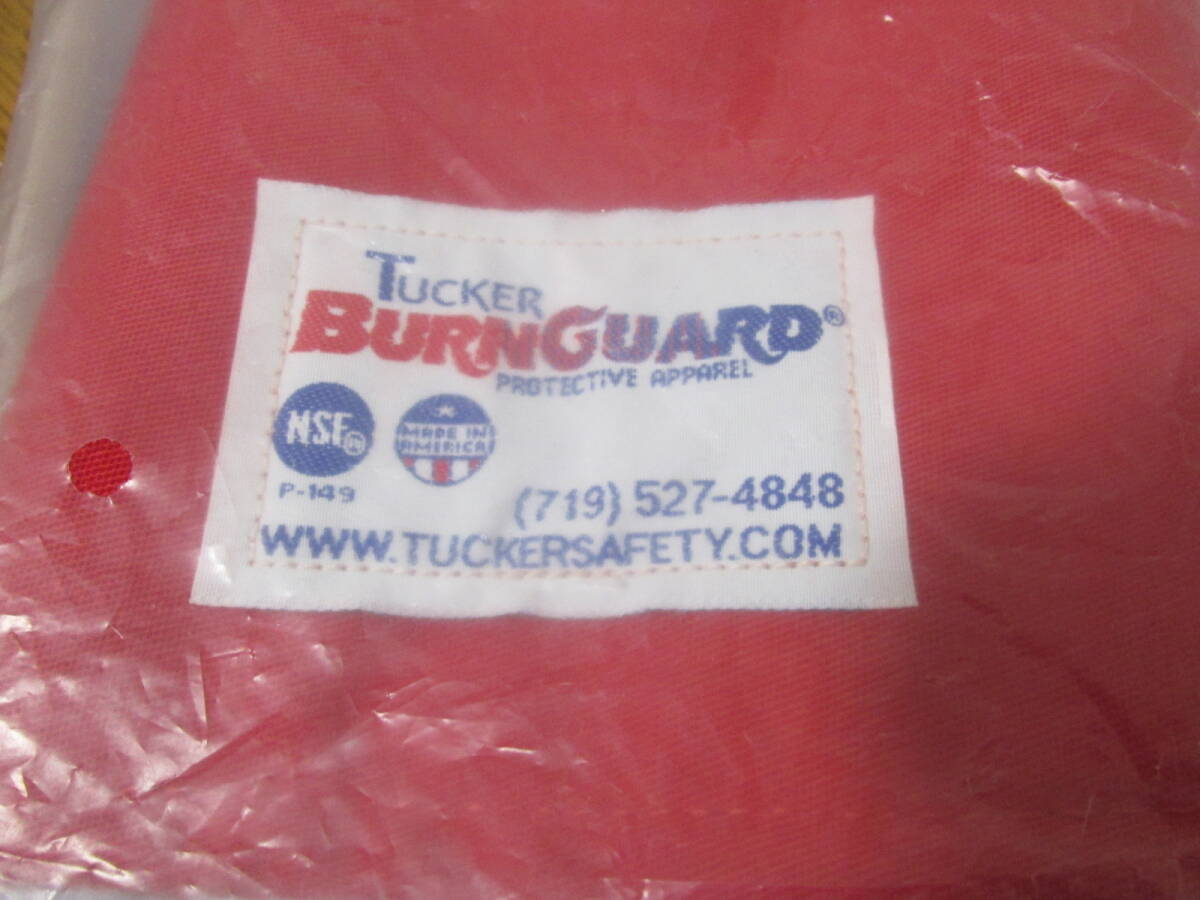 TUCKER
BURNGUARD®
PROTECTIVE APPAREL
NSF®
MADE IN
AMERICA
P-149
(719) 527-4848
WWW.TUCKERSAFETY.COM